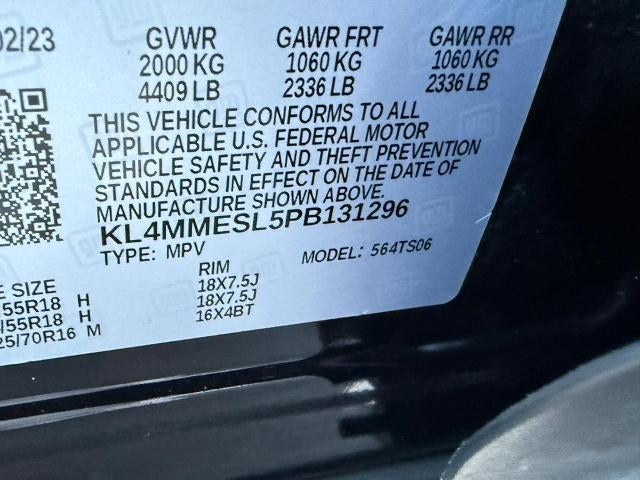 02/23 GVWR GAWR FRT GAWR RR
2000 KG 1060 KG 1060 KG
4409 LB 2336 LB 2336 LB
THIS VEHICLE CONFORMS TO ALL
APPLICABLE U.S. FEDERAL MOTOR
VEHICLE SAFETY AND THEFT PREVENTION
STANDARDS IN EFFECT ON THE DATE OF
MANUFACTURE SHOWN ABOVE.
KL4MMESL5PB131296
TYPE: MPV MODEL: 564TS06
E SIZE RIM
55R18 H 18X7.5J
/55R18 H 18X7.5J
25/70R16 M 16X4BT